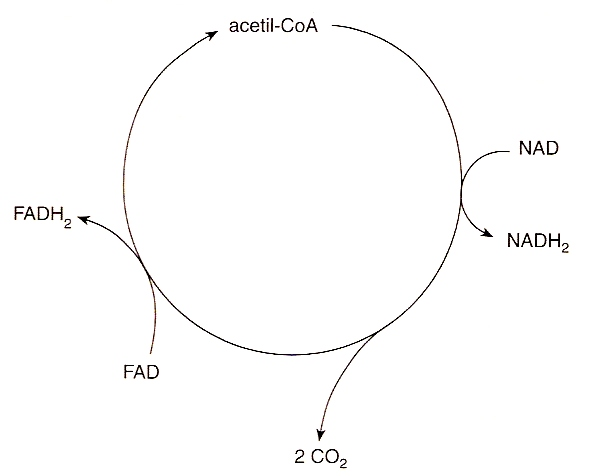 acetil-CoA
NAD
FADH₂
NADH₂
FAD
2 CO₂